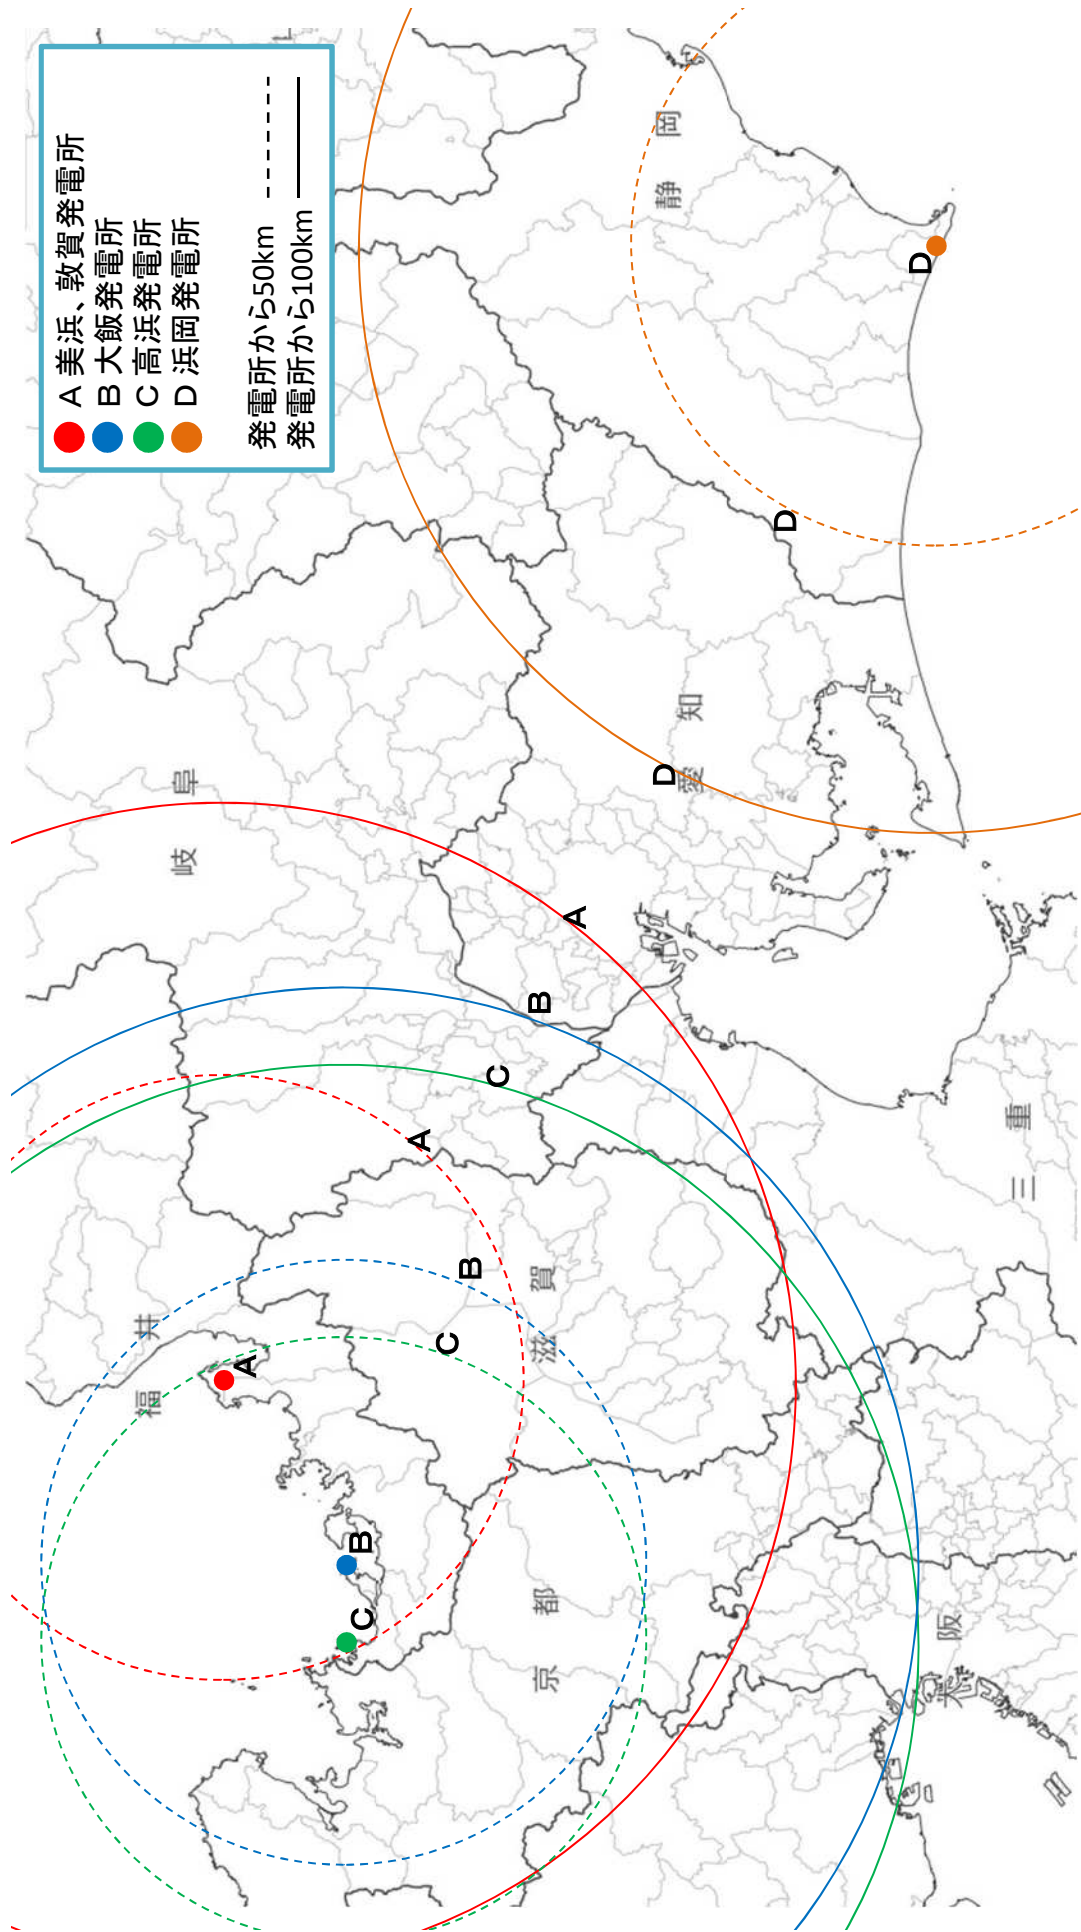 A 美浜、敦賀発電所
B 大飯発電所
C 高浜発電所
D 浜岡発電所
発電所から50km
発電所から100km
福 井
岐 阜
静 岡
愛 知
滋 賀
京 都
三 重
大 阪
A
B
C
D
A
B
C
D
A
B
C
D